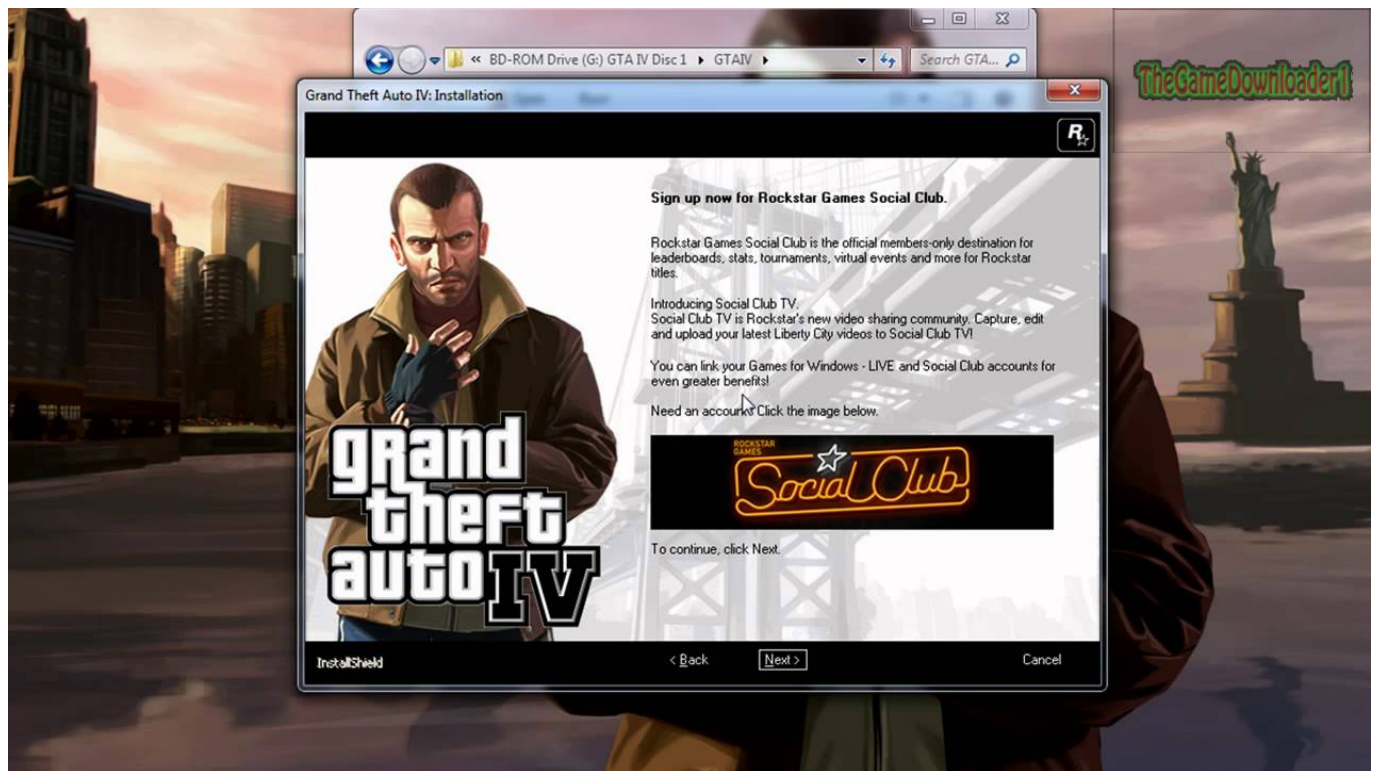 « BD-ROM Drive (G:) GTA IV Disc 1 ▸ GTAIV ▸
Search GTA...
TheGameDownloader1
Grand Theft Auto IV: Installation
R
Sign up now for Rockstar Games Social Club.
Rockstar Games Social Club is the official members-only destination for
leaderboards, stats, tournaments, virtual events and more for Rockstar
titles.
Introducing Social Club TV.
Social Club TV is Rockstar's new video sharing community. Capture, edit
and upload your latest Liberty City videos to Social Club TV!
You can link your Games for Windows - LIVE and Social Club accounts for
even greater benefits!
Need an account? Click the image below.
ROCKSTAR
GAMES
Social Club
To continue, click Next.
grand
theft
auto IV
InstallShield
< Back
Next >
Cancel